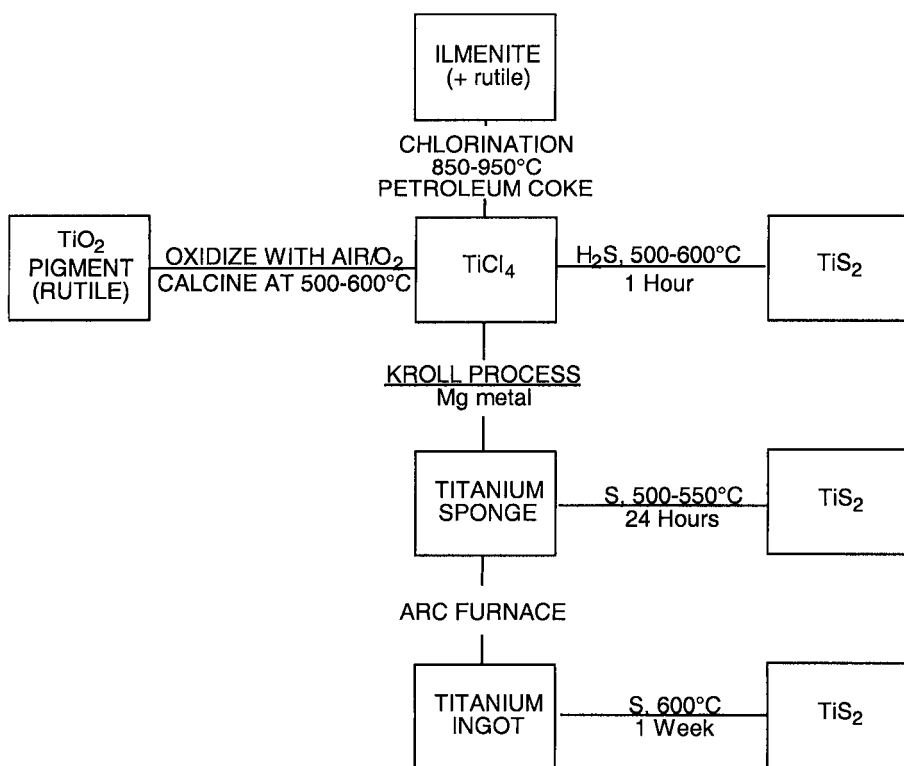 ILMENITE
(+ rutile)
CHLORINATION
850-950°C
PETROLEUM COKE
TiO₂
PIGMENT
(RUTILE)
OXIDIZE WITH AIR/O₂
CALCINE AT 500-600°C
TiCl₄
H₂S, 500-600°C
1 Hour
TiS₂
KROLL PROCESS
Mg metal
TITANIUM
SPONGE
S, 500-550°C
24 Hours
TiS₂
ARC FURNACE
TITANIUM
INGOT
S, 600°C
1 Week
TiS₂